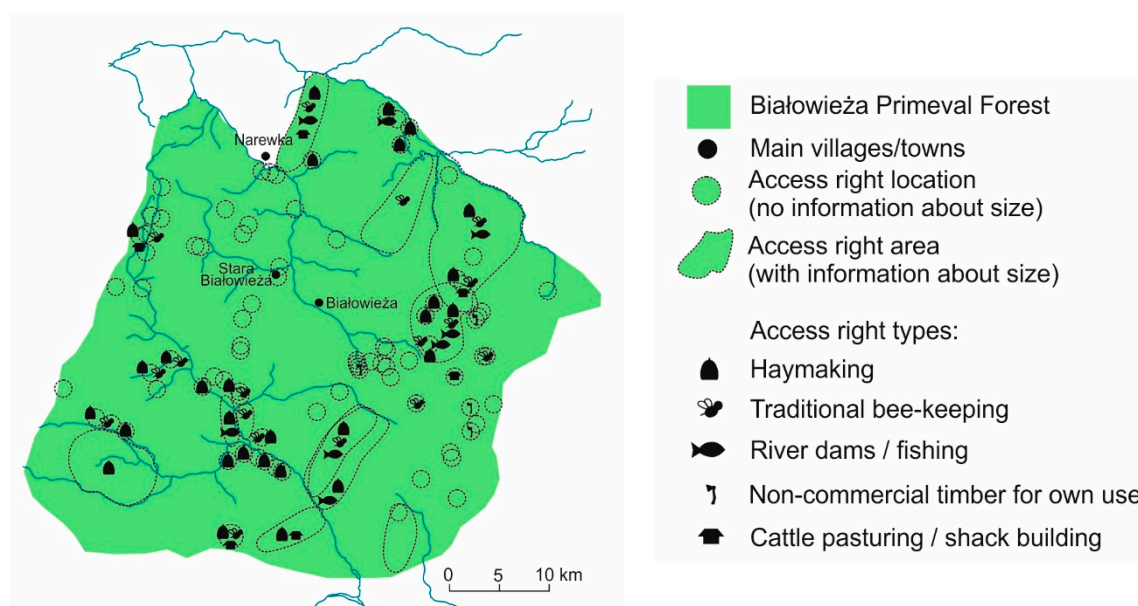 Narewka
Stara
Białowieża
Białowieża
0 5 10 km
Białowieża Primeval Forest
Main villages/towns
Access right location
(no information about size)
Access right area
(with information about size)
Access right types:
Haymaking
Traditional bee-keeping
River dams / fishing
Non-commercial timber for own use
Cattle pasturing / shack building